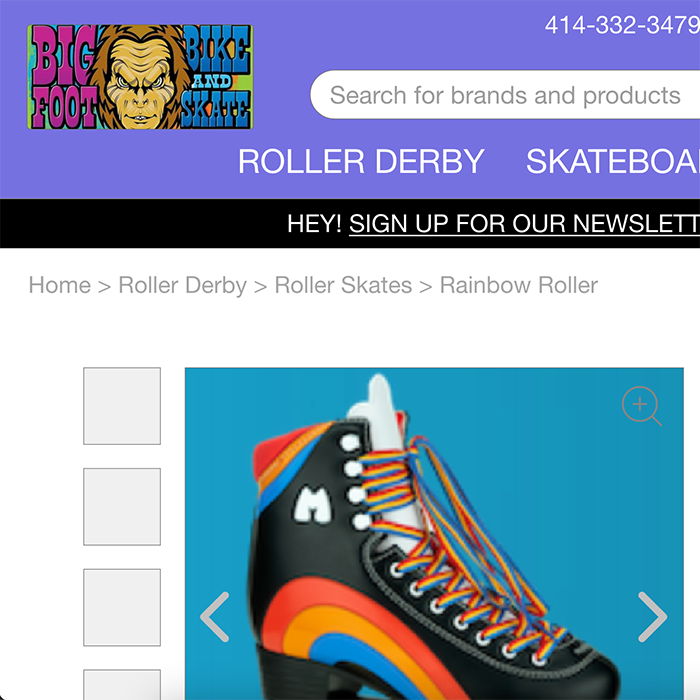 BIG FOOT BIKE AND SKATE
414-332-3479
Search for brands and products
ROLLER DERBY SKATEBOA
HEY! SIGN UP FOR OUR NEWSLETT
Home > Roller Derby > Roller Skates > Rainbow Roller
M